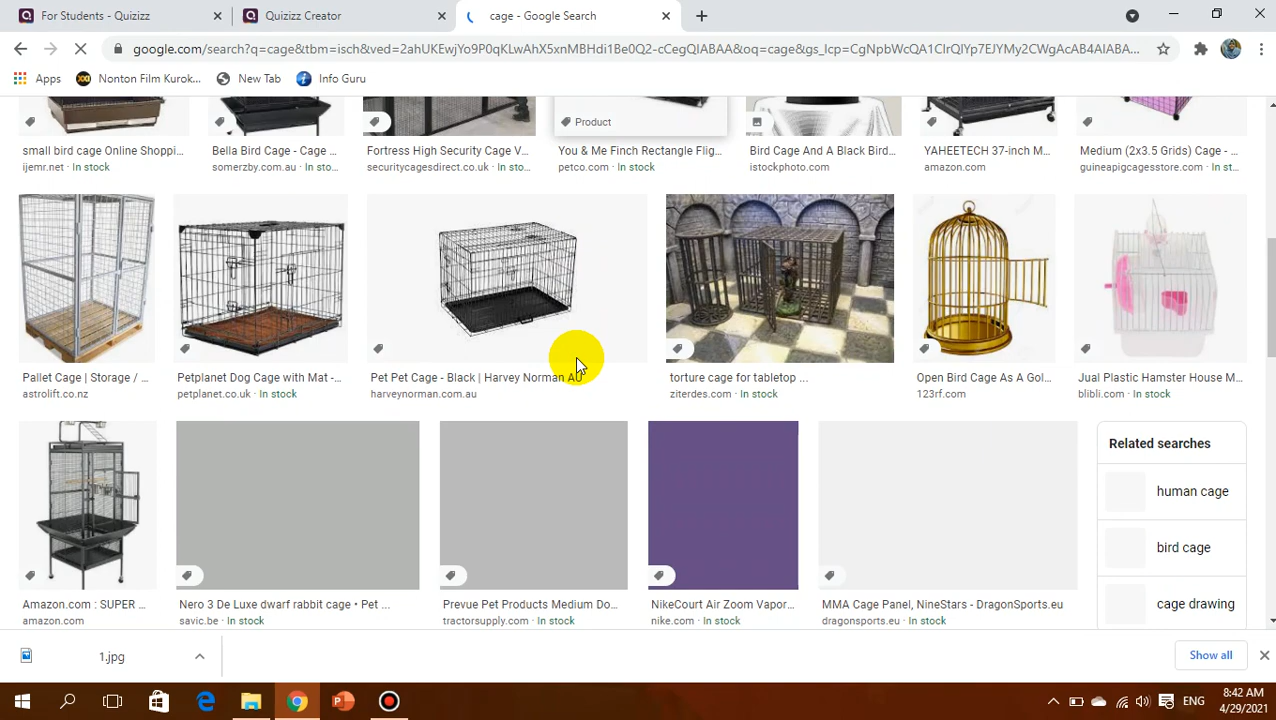 For Students - Quizizz
Quizizz Creator
cage - Google Search
google.com/search?q=cage&tbm=isch&ved=2ahUKEwjYo9P0qKLwAhX5xnMBHdi1Be0Q2-cCegQIABAA&oq=cage&gs_lcp=CgNpbWcQA1ClrQlYp7EJYMy2CWgAcAB4AIABA...
Apps
Nonton Film Kurok...
New Tab
Info Guru
Product
small bird cage Online Shoppi...
Bella Bird Cage - Cage ...
Fortress High Security Cage V...
You & Me Finch Rectangle Flig...
Bird Cage And A Black Bird...
YAHEETECH 37-inch M...
Medium (2x3.5 Grids) Cage - ...
ijemr.net · In stock
somerzby.com.au · In sto...
securitycagesdirect.co.uk · In sto...
petco.com · In stock
istockphoto.com
amazon.com
guineapigcagesstore.com · In st...
Pallet Cage | Storage / ...
Petplanet Dog Cage with Mat -...
Pet Pet Cage - Black | Harvey Norman AU
torture cage for tabletop ...
Open Bird Cage As A Gol...
Jual Plastic Hamster House M...
astrolift.co.nz
petplanet.co.uk · In stock
harveynorman.com.au
ziterdes.com · In stock
123rf.com
blibli.com · In stock
Related searches
human cage
bird cage
cage drawing
Amazon.com : SUPER ...
Nero 3 De Luxe dwarf rabbit cage • Pet ...
Prevue Pet Products Medium Do...
NikeCourt Air Zoom Vapor...
MMA Cage Panel, NineStars - DragonSports.eu
amazon.com
savic.be · In stock
tractorsupply.com · In stock
nike.com · In stock
dragonsports.eu · In stock
1.jpg
Show all
ENG
8:42 AM
4/29/2021